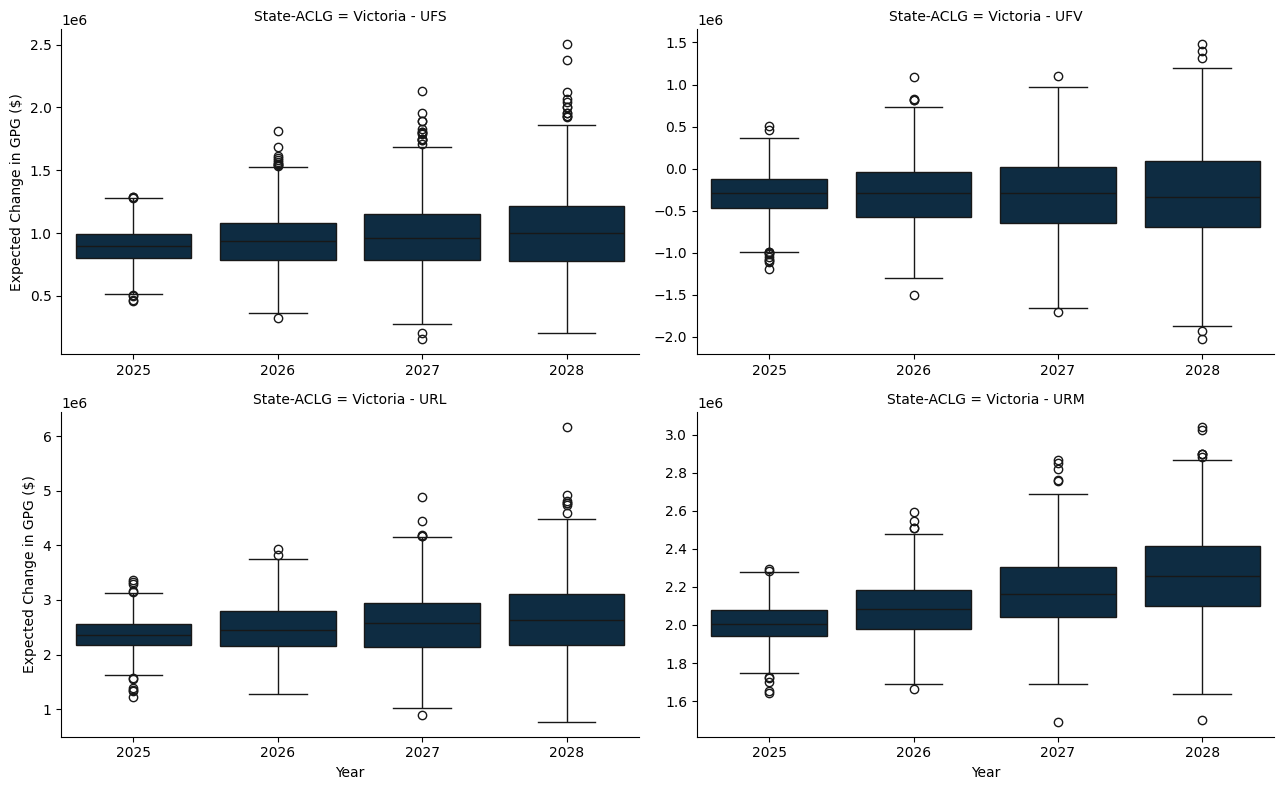 State-ACLG = Victoria - UFS
1e6
2.5
2.0
1.5
1.0
0.5
Expected Change in GPG ($)
2025 2026 2027 2028
State-ACLG = Victoria - UFV
1e6
1.5
1.0
0.5
0.0
−0.5
−1.0
−1.5
−2.0
2025 2026 2027 2028
State-ACLG = Victoria - URL
1e6
6
5
4
3
2
1
Expected Change in GPG ($)
2025 2026 2027 2028
Year
State-ACLG = Victoria - URM
1e6
3.0
2.8
2.6
2.4
2.2
2.0
1.8
1.6
2025 2026 2027 2028
Year